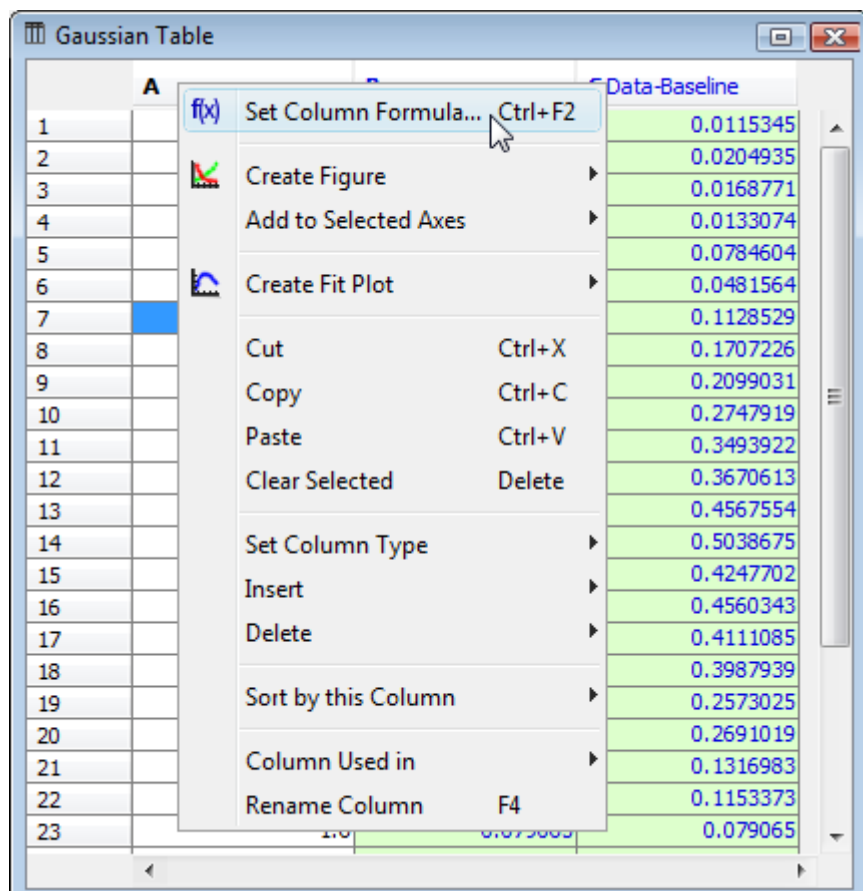 Gaussian Table
A Data-Baseline
f(x) Set Column Formula... Ctrl+F2
1 0.0115345
2 0.0204935
Create Figure
3 0.0168771
Add to Selected Axes
4 0.0133074
5 0.0784604
Create Fit Plot
6 0.0481564
7 0.1128529
Cut Ctrl+X
8 0.1707226
Copy Ctrl+C
9 0.2099031
10 0.2747919
Paste Ctrl+V
11 0.3493922
Clear Selected Delete
12 0.3670613
13 0.4567554
Set Column Type
14 0.5038675
Insert
15 0.4247702
16 0.4560343
Delete
17 0.4111085
18 0.3987939
Sort by this Column
19 0.2573025
20 0.2691019
Column Used in
21 0.1316983
Rename Column F4
22 0.1153373
23 0.079065